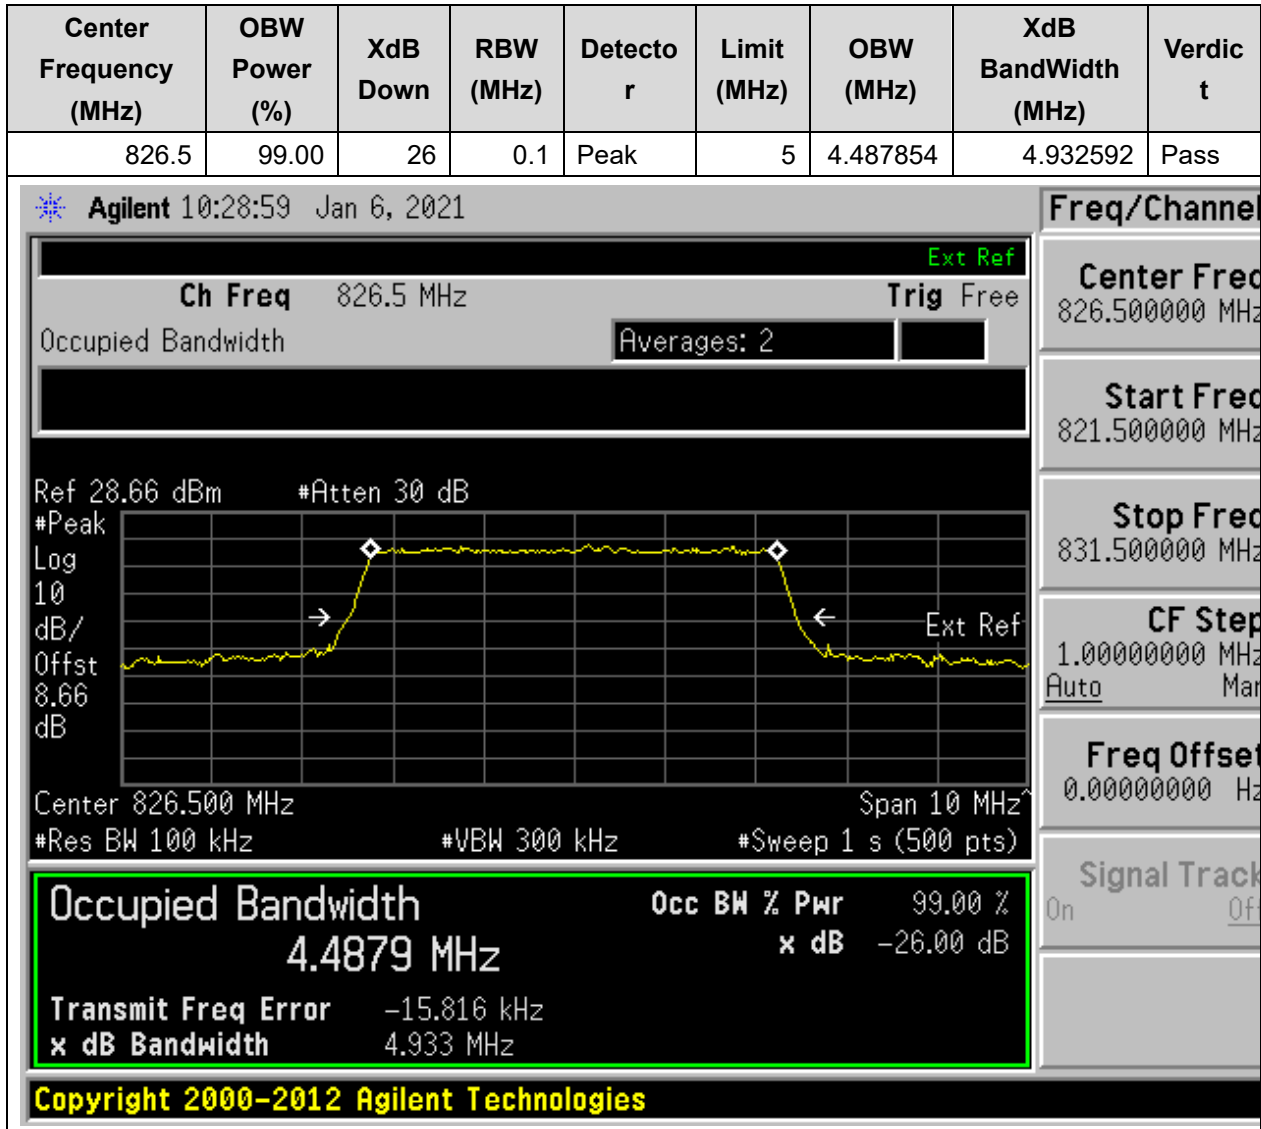 Center Frequency (MHz) OBW Power (%) XdB Down RBW (MHz) Detecto r Limit (MHz) OBW (MHz) XdB BandWidth (MHz) Verdic t
826.5 99.00 26 0.1 Peak 5 4.487854 4.932592 Pass
Agilent 10:28:59 Jan 6, 2021
Freq/Channel
Ext Ref
Ch Freq 826.5 MHz Trig Free
Occupied Bandwidth Averages: 2
Center Freq
826.500000 MHz
Start Freq
821.500000 MHz
Stop Freq
831.500000 MHz
CF Step
1.00000000 MHz
Auto Man
Freq Offset
0.00000000 Hz
Signal Track
On Off
Ref 28.66 dBm #Atten 30 dB
#Peak
Log
10
dB/
Offst
8.66
dB
Ext Ref
Center 826.500 MHz Span 10 MHz^
#Res BW 100 kHz #VBW 300 kHz #Sweep 1 s (500 pts)
Occupied Bandwidth
4.4879 MHz
Occ BW % Pwr 99.00 %
x dB -26.00 dB
Transmit Freq Error -15.816 kHz
x dB Bandwidth 4.933 MHz
Copyright 2000-2012 Agilent Technologies